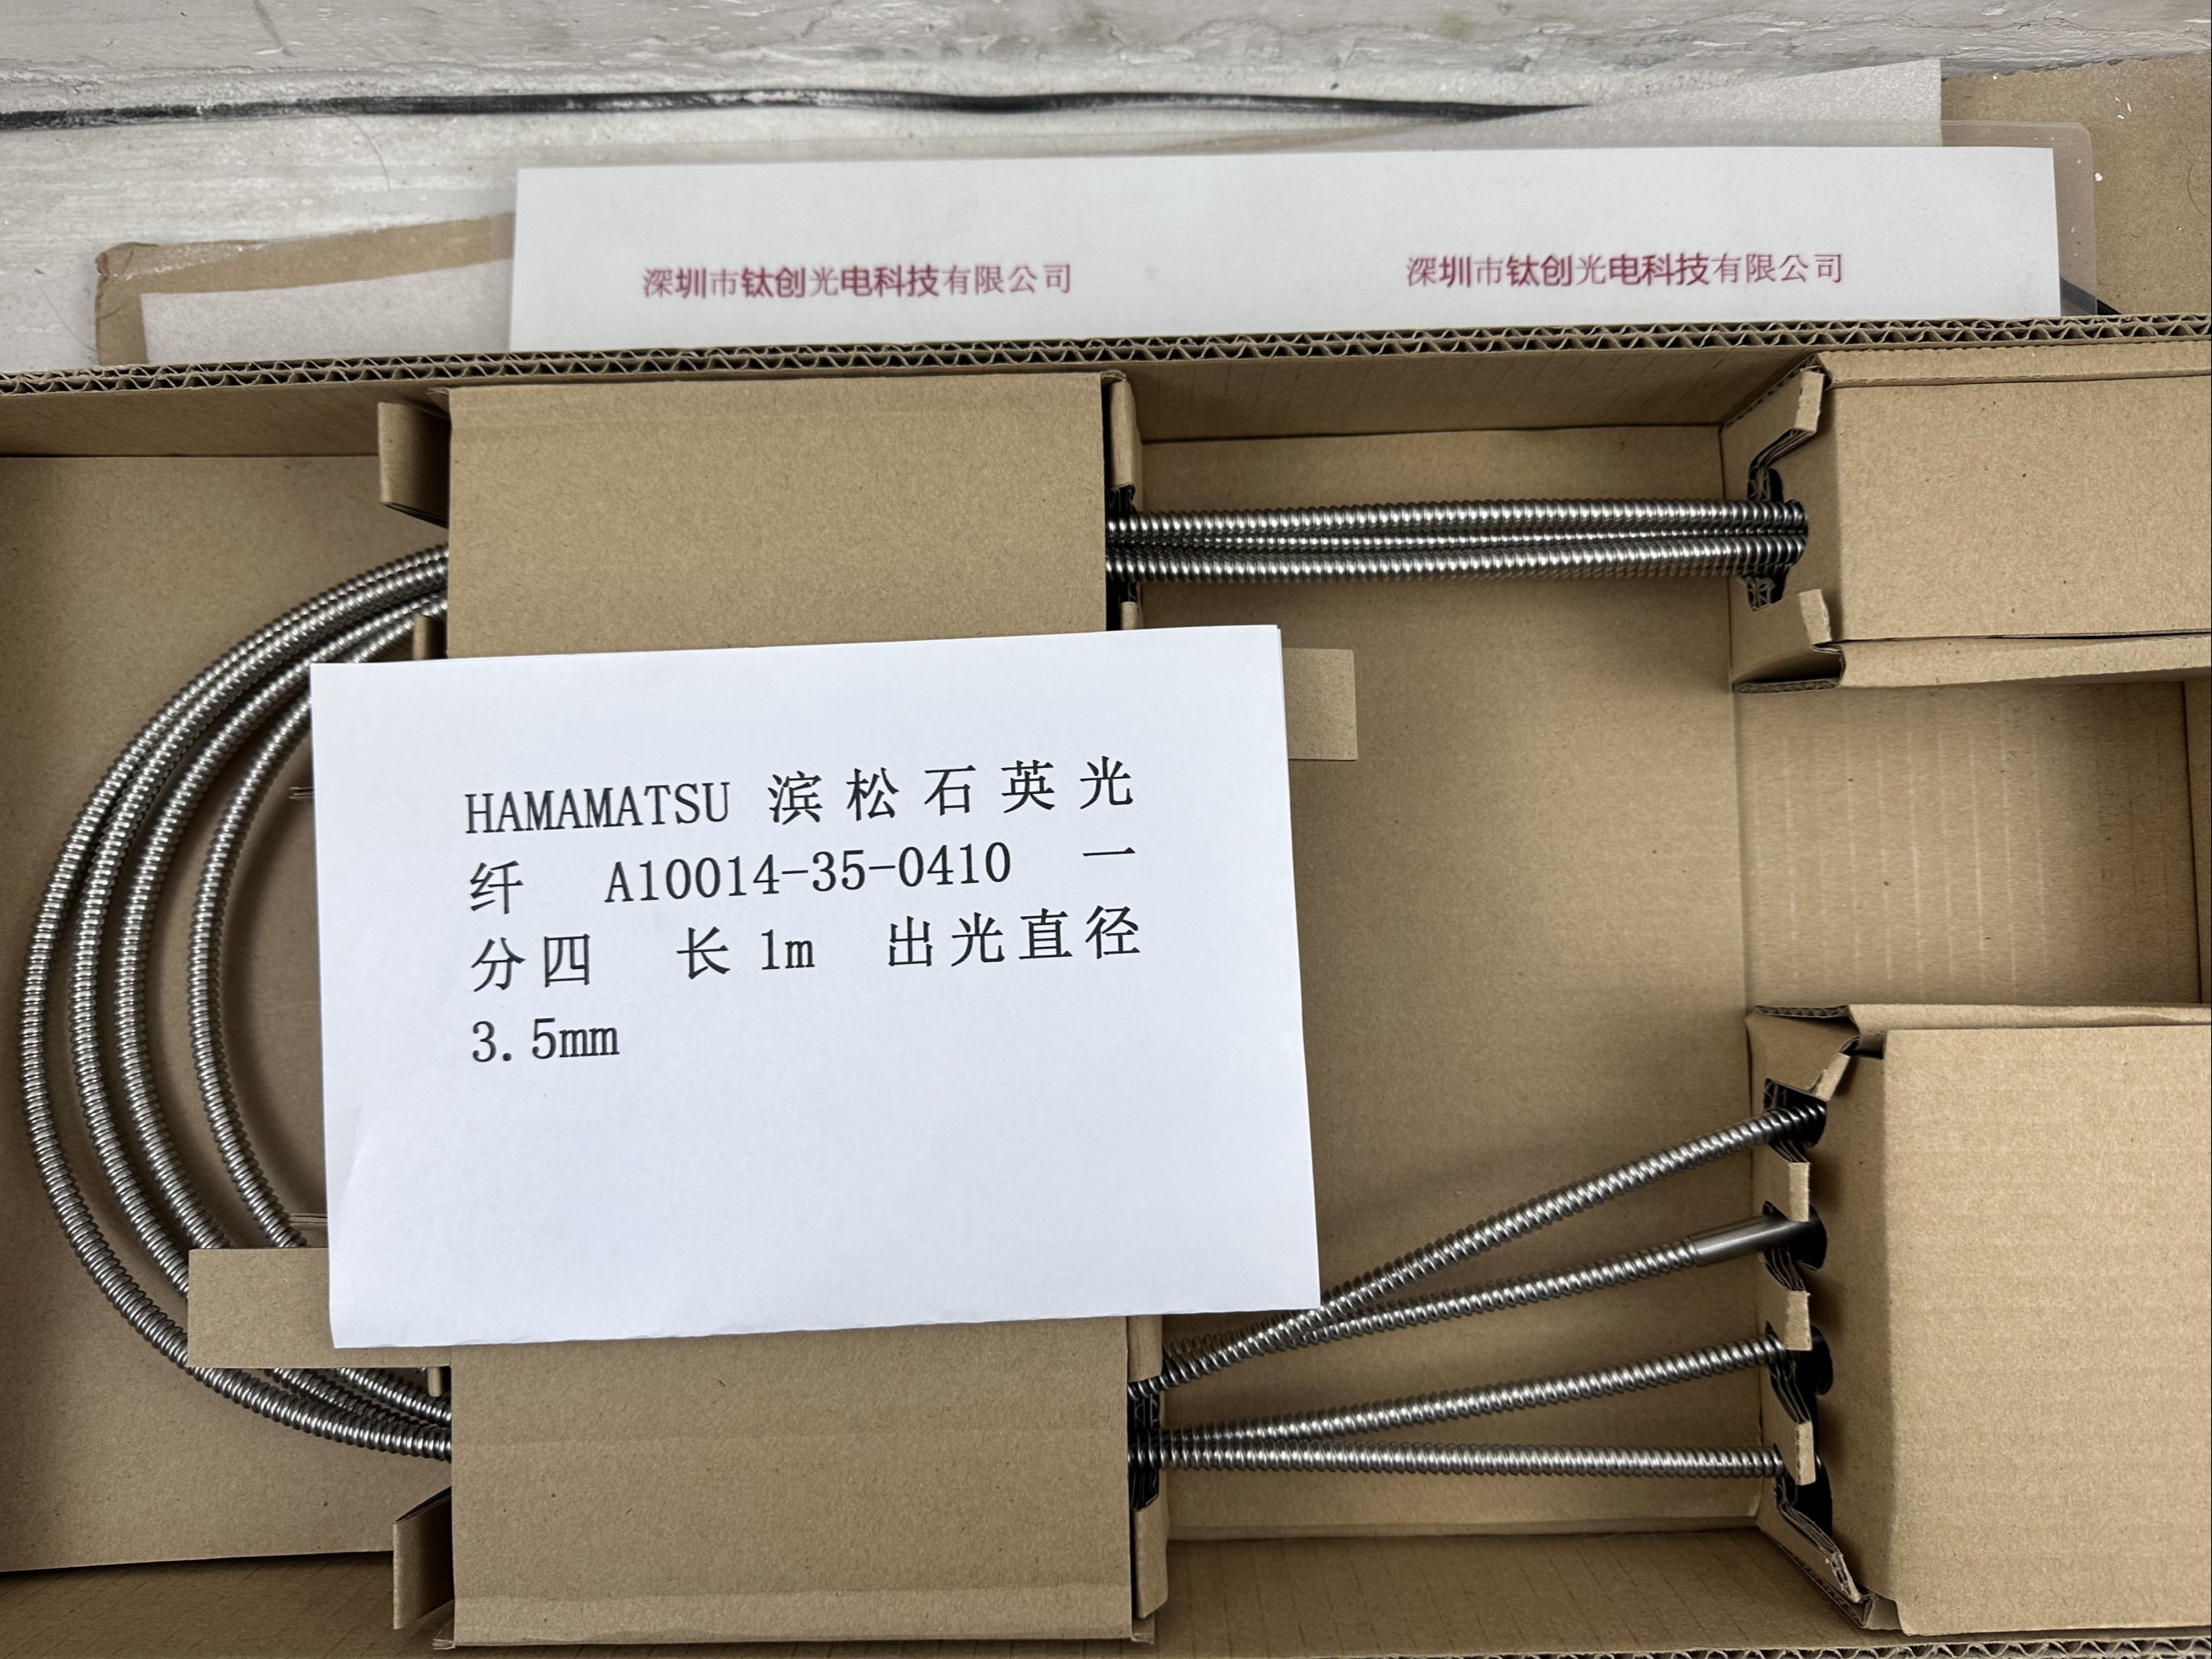 深圳市钛创光电科技有限公司 深圳市钛创光电科技有限公司
HAMAMATSU 滨松石英光
纤 A10014-35-0410 一
分四 长 1m 出光直径
3.5mm